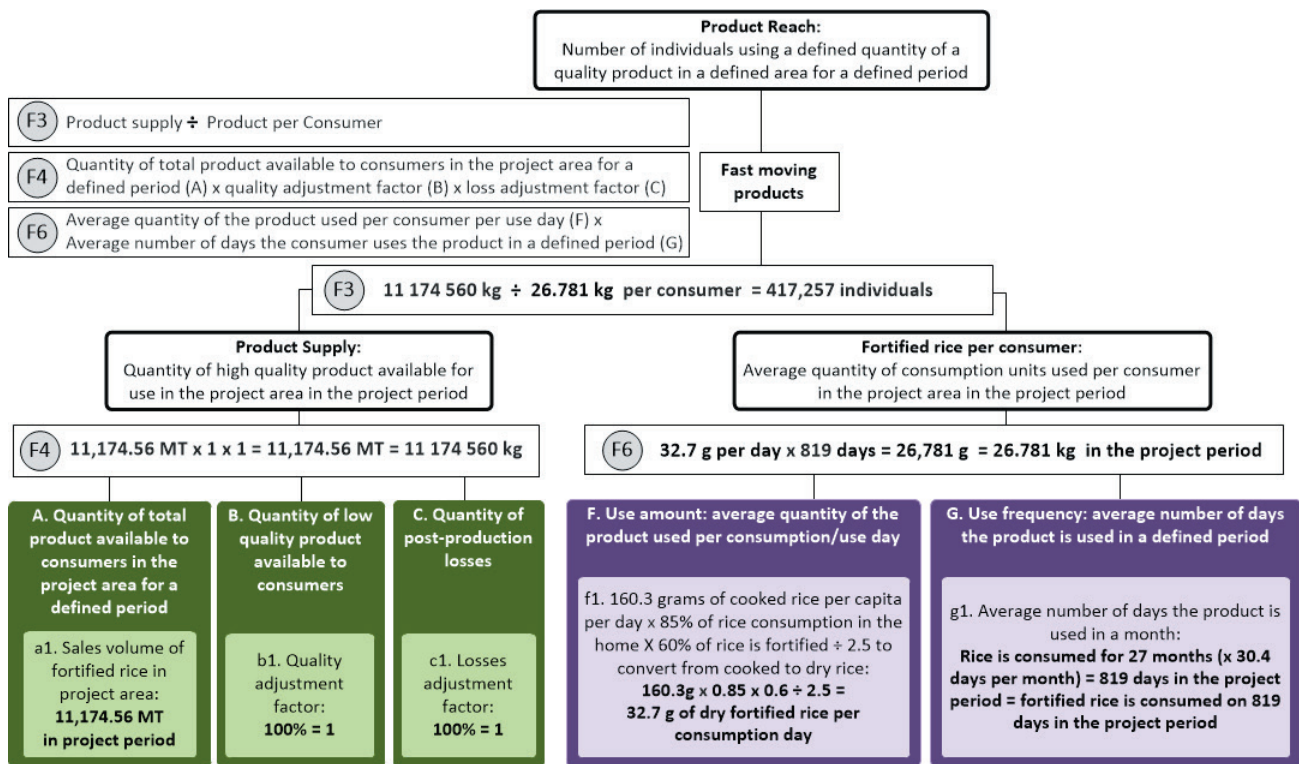 Product Reach:
Number of individuals using a defined quantity of a
quality product in a defined area for a defined period
F3 Product supply ÷ Product per Consumer
F4 Quantity of total product available to consumers in the project area for a
defined period (A) x quality adjustment factor (B) x loss adjustment factor (C)
F6 Average quantity of the product used per consumer per use day (F) x
Average number of days the consumer uses the product in a defined period (G)
Fast moving
products
F3 11 174 560 kg ÷ 26.781 kg per consumer = 417,257 individuals
Product Supply:
Quantity of high quality product available for
use in the project area in the project period
Fortified rice per consumer:
Average quantity of consumption units used per consumer
in the project area in the project period
F4 11,174.56 MT x 1 x 1 = 11,174.56 MT = 11 174 560 kg
F6 32.7 g per day x 819 days = 26,781 g = 26.781 kg in the project period
A. Quantity of total
product available to
consumers in the
project area for a
defined period
a1. Sales volume of
fortified rice in
project area:
11,174.56 MT
in project period
B. Quantity of low
quality product
available to
consumers
b1. Quality
adjustment
factor:
100% = 1
C. Quantity of
post-production
losses
c1. Losses
adjustment
factor:
100% = 1
F. Use amount: average quantity of the
product used per consumption/use day
f1. 160.3 grams of cooked rice per capita
per day x 85% of rice consumption in the
home X 60% of rice is fortified ÷ 2.5 to
convert from cooked to dry rice:
160.3g x 0.85 x 0.6 ÷ 2.5 =
32.7 g of dry fortified rice per
consumption day
G. Use frequency: average number of days
the product is used in a defined period
g1. Average number of days the product is
used in a month:
Rice is consumed for 27 months (x 30.4
days per month) = 819 days in the project
period = fortified rice is consumed on 819
days in the project period